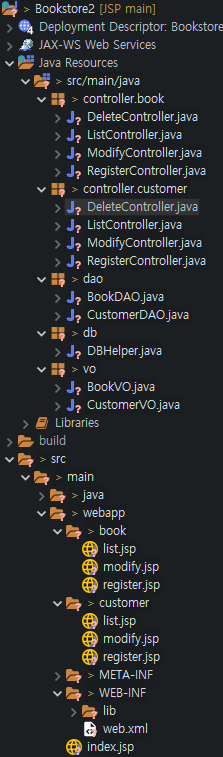 > Bookstore2 [JSP main]
> Deployment Descriptor: Bookstore
> JAX-WS Web Services
> Java Resources
> src/main/java
> controller.book
> DeleteController.java
> ListController.java
> ModifyController.java
> RegisterController.java
> controller.customer
> DeleteController.java
> ListController.java
> ModifyController.java
> RegisterController.java
> dao
> BookDAO.java
> CustomerDAO.java
> db
> DBHelper.java
> vo
> BookVO.java
> CustomerVO.java
> Libraries
> build
> src
> main
> java
> webapp
> book
list.jsp
modify.jsp
register.jsp
> customer
list.jsp
modify.jsp
register.jsp
> META-INF
> WEB-INF
> lib
web.xml
index.jsp